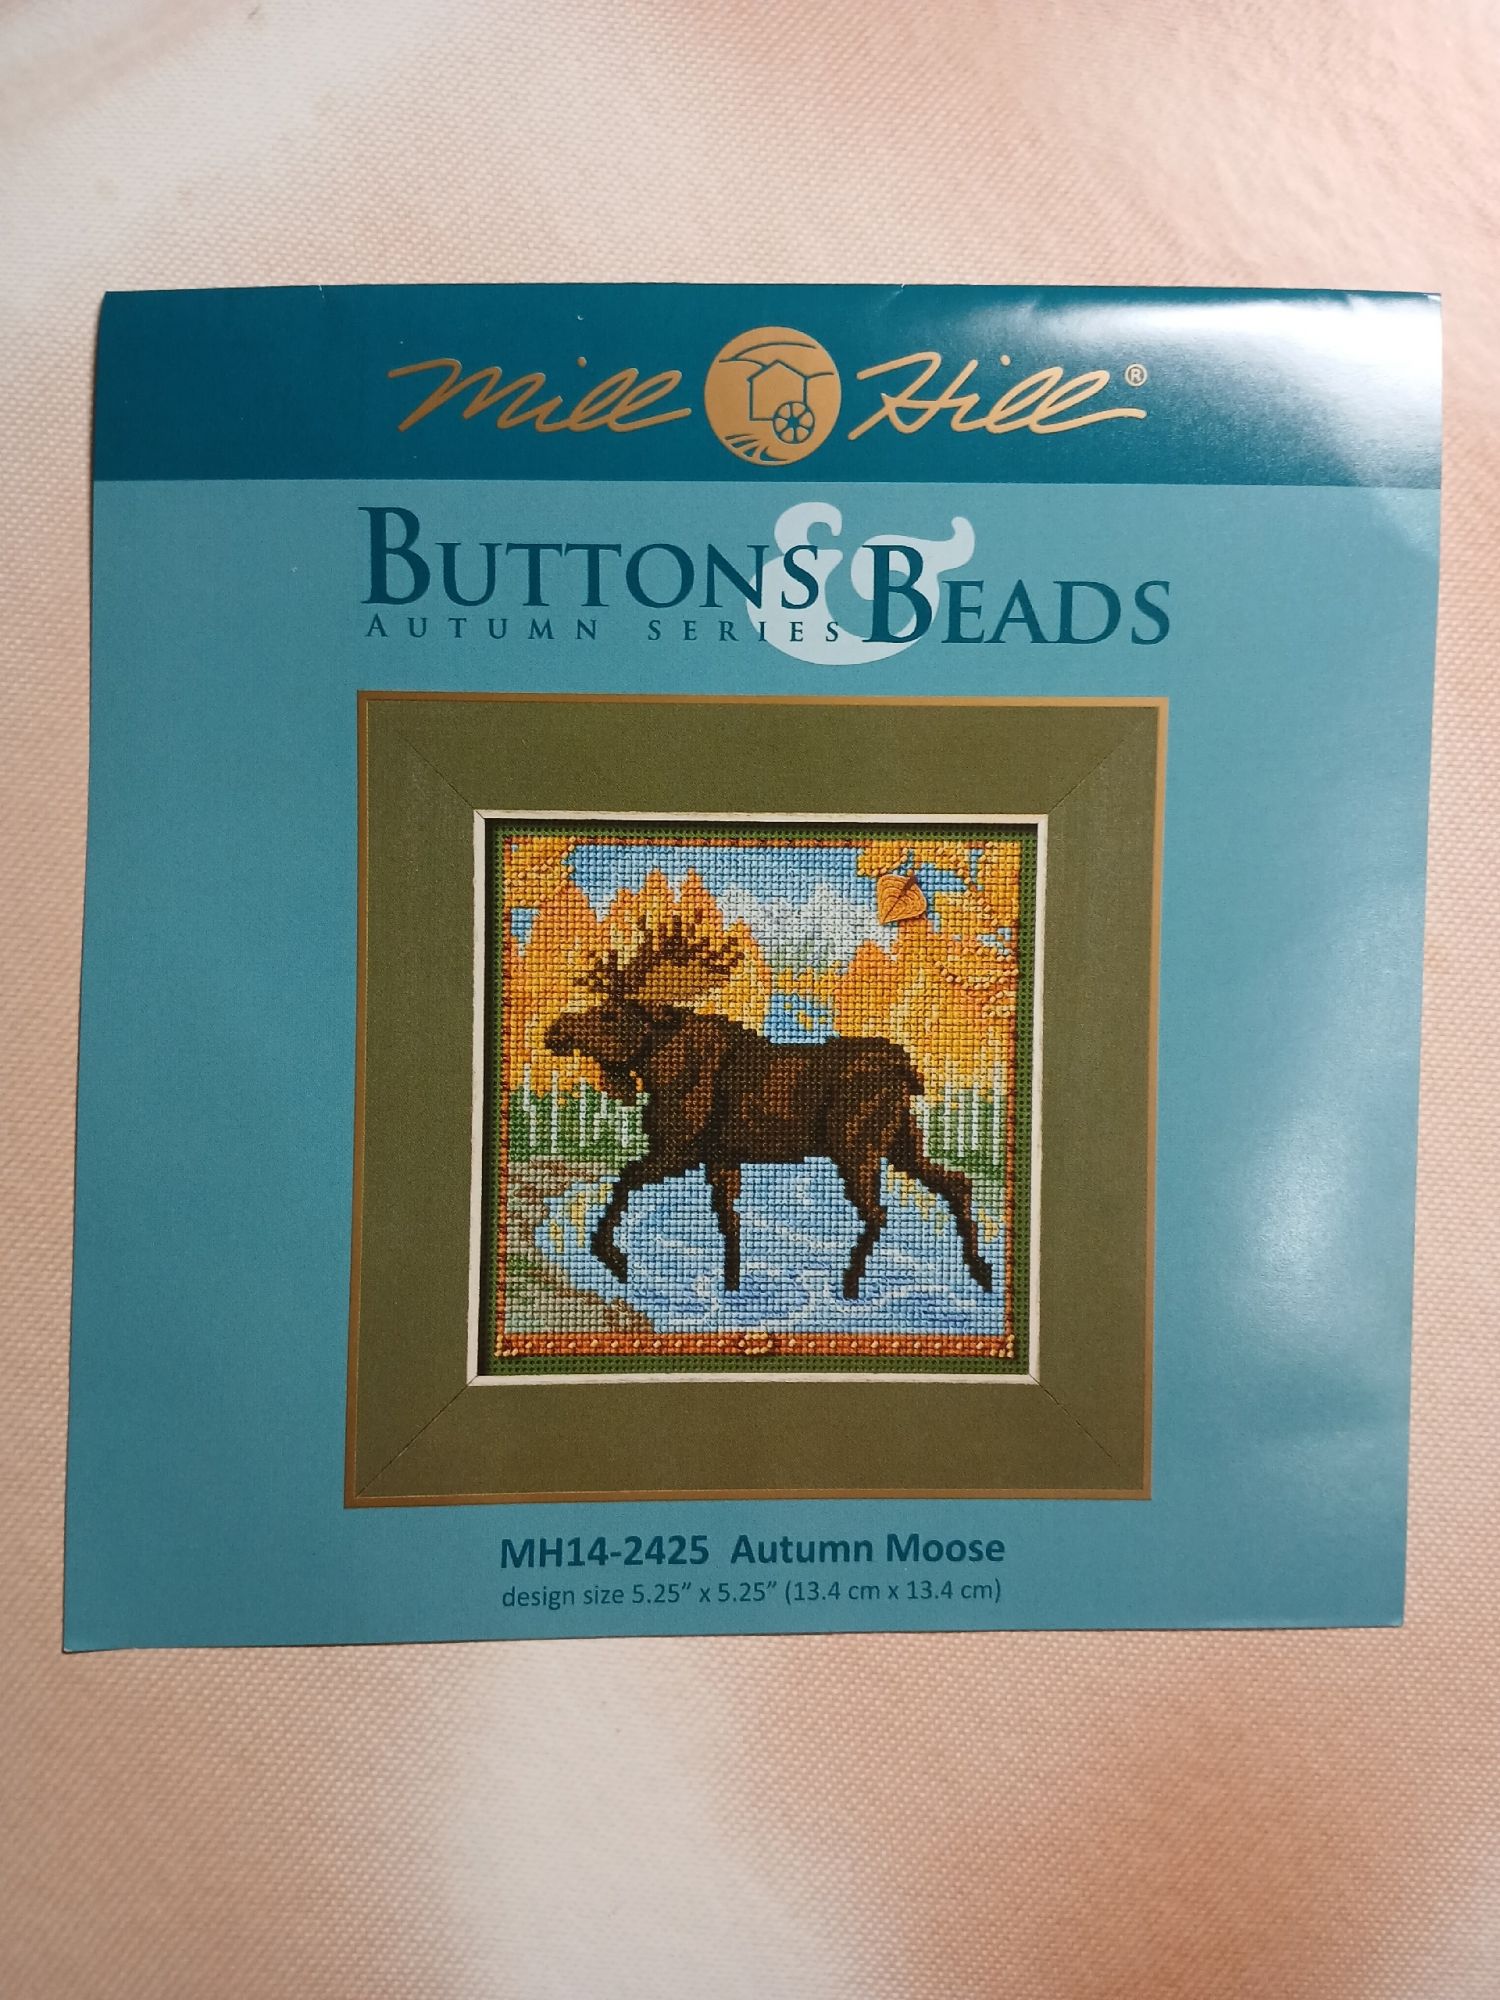 Mill Hill®
BUTTONS & BEADS
AUTUMN SERIES
MH14-2425 Autumn Moose
design size 5.25” x 5.25” (13.4 cm x 13.4 cm)